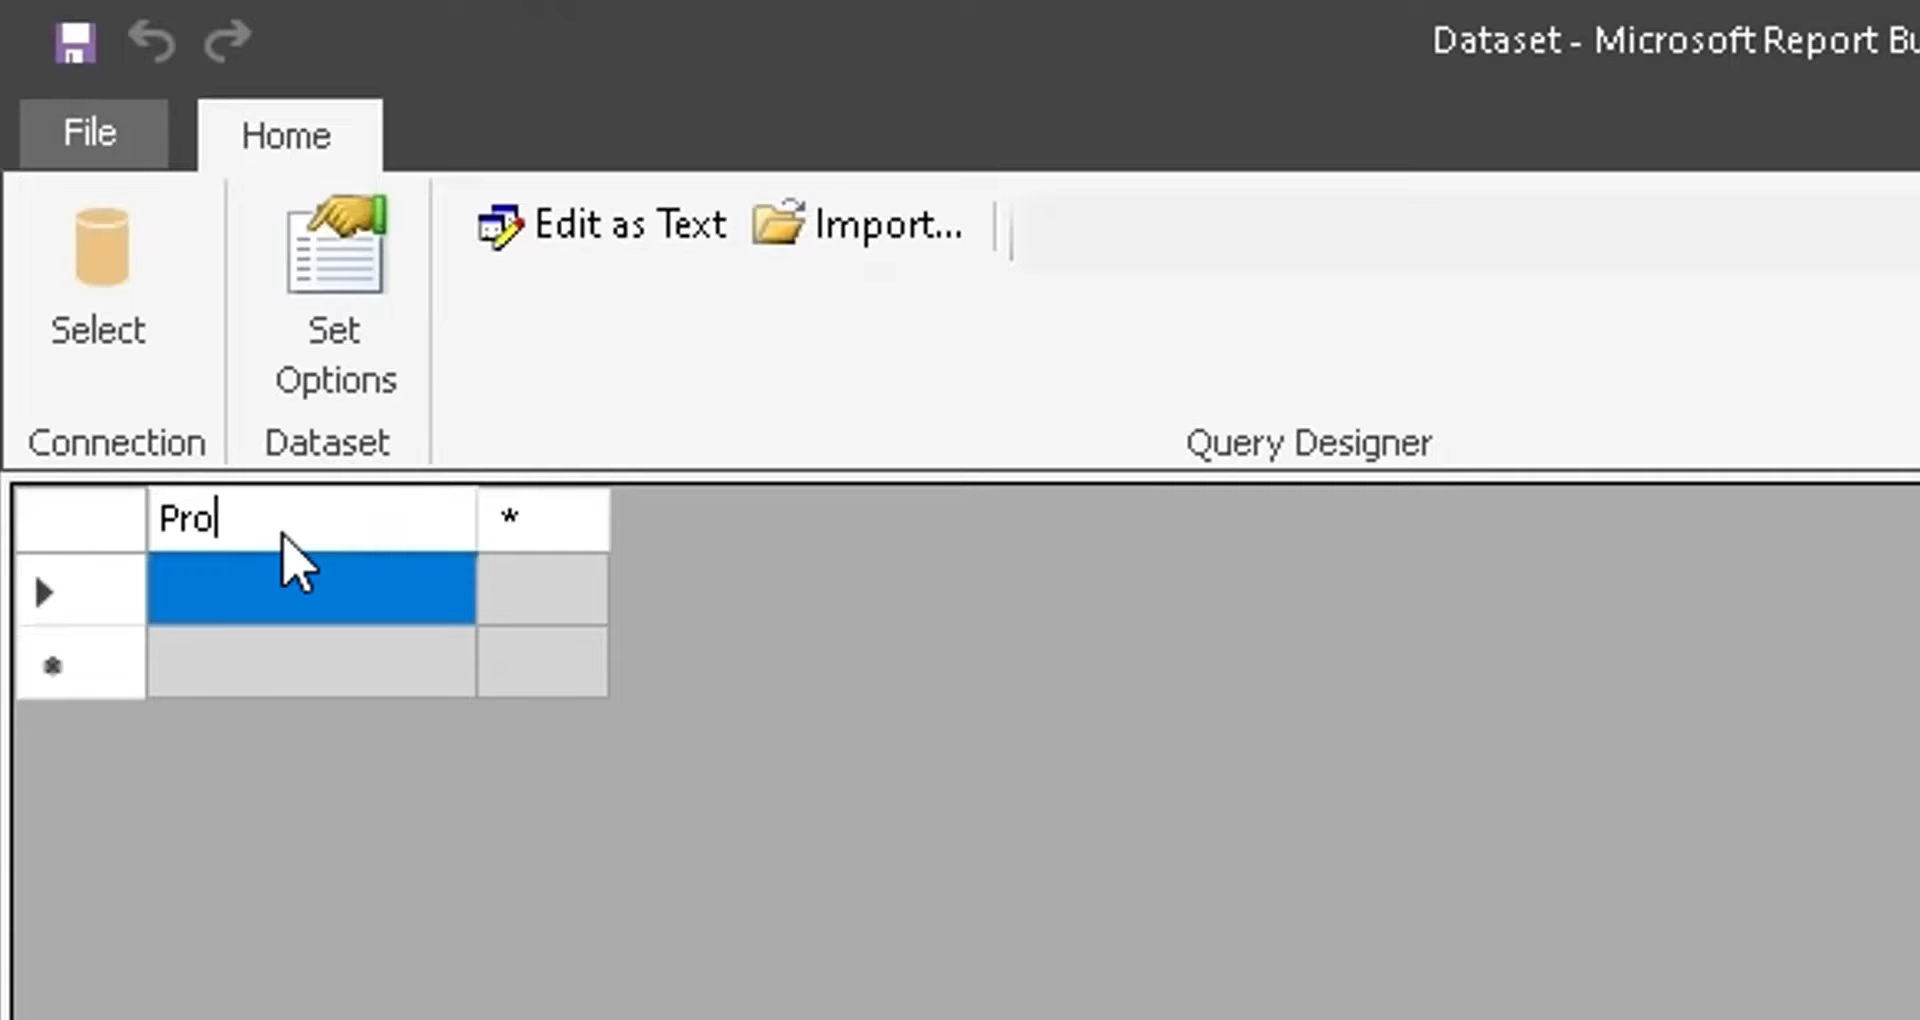 Dataset - Microsoft Report Bu
File
Home
Edit as Text
Import...
Select
Set
Options
Connection
Dataset
Query Designer
Pro
*